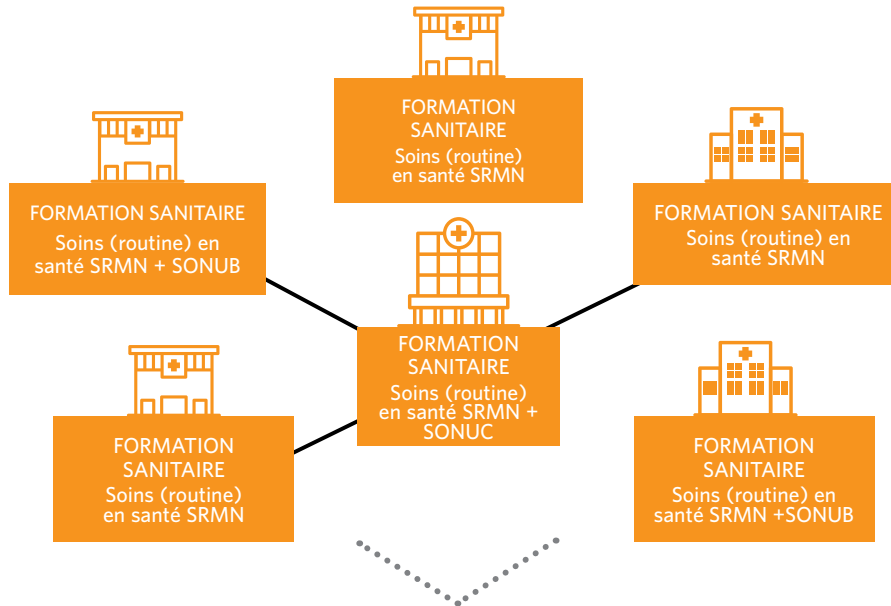 FORMATION
SANITAIRE
Soins (routine)
en santé SRMN
FORMATION SANITAIRE
Soins (routine) en
santé SRMN + SONUB
FORMATION SANITAIRE
Soins (routine) en
santé SRMN
FORMATION
SANITAIRE
Soins (routine)
en santé SRMN +
SONUC
FORMATION
SANITAIRE
Soins (routine)
en santé SRMN
FORMATION
SANITAIRE
Soins (routine) en
santé SRMN +SONUB